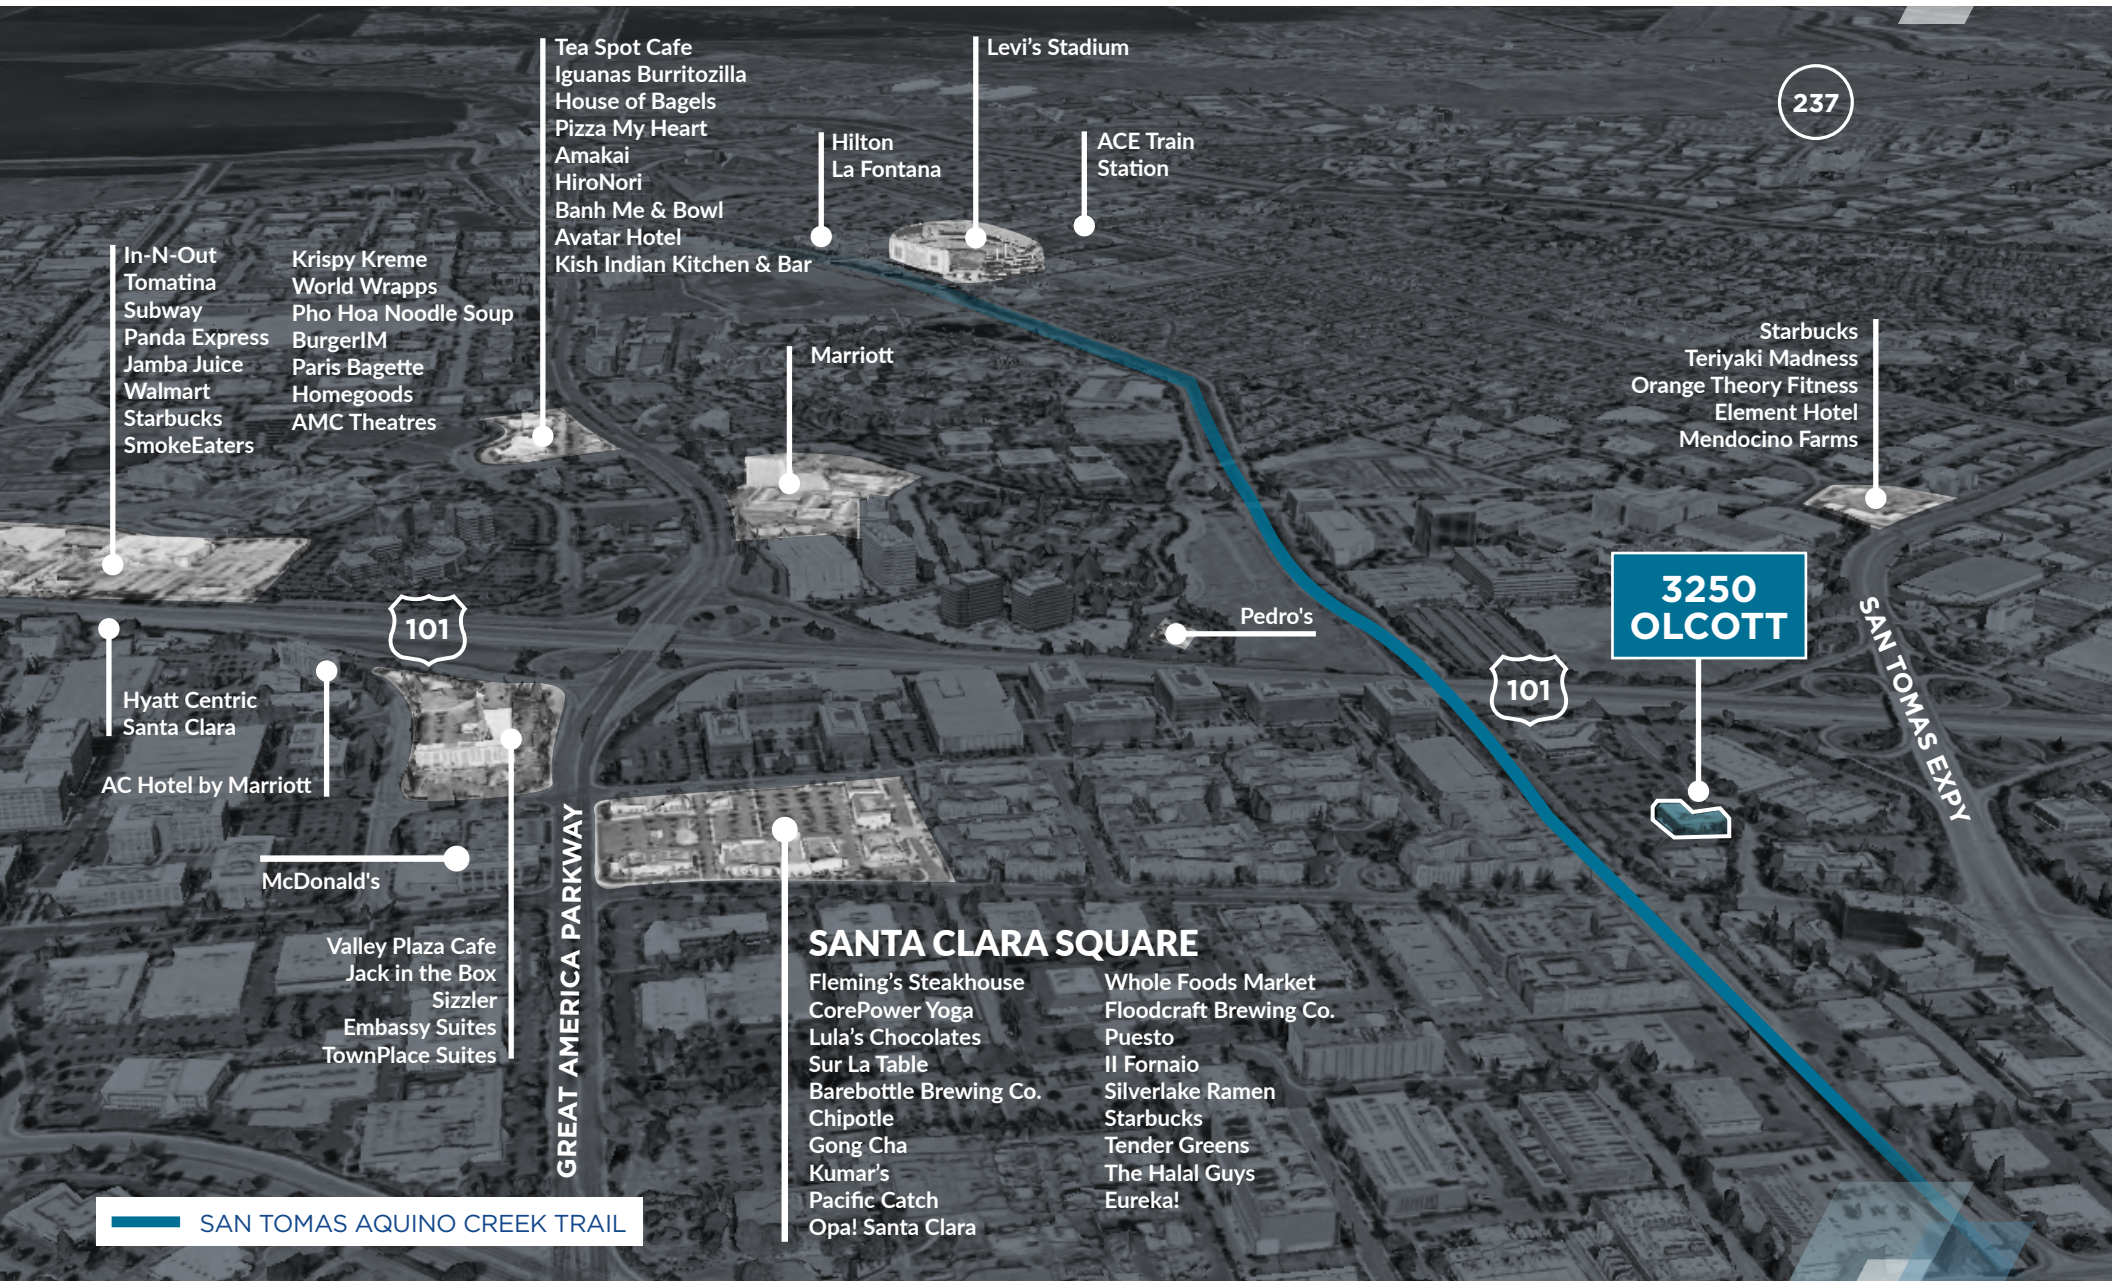 Tea Spot Cafe
Iguanas Burritozilla
House of Bagels
Pizza My Heart
Amakai
HiroNori
Banh Me & Bowl
Avatar Hotel
Kish Indian Kitchen & Bar
Levi’s Stadium
237
Hilton
La Fontana
ACE Train
Station
In-N-Out
Tomatina
Subway
Panda Express
Jamba Juice
Walmart
Starbucks
SmokeEaters
Krispy Kreme
World Wrapps
Pho Hoa Noodle Soup
BurgerIM
Paris Bagette
Homegoods
AMC Theatres
Marriott
Starbucks
Teriyaki Madness
Orange Theory Fitness
Element Hotel
Mendocino Farms
3250
OLCOTT
Pedro's
101
101
SAN TOMAS EXPY
Hyatt Centric
Santa Clara
AC Hotel by Marriott
McDonald's
GREAT AMERICA PARKWAY
Valley Plaza Cafe
Jack in the Box
Sizzler
Embassy Suites
TownPlace Suites
SANTA CLARA SQUARE
Fleming’s Steakhouse
CorePower Yoga
Lula’s Chocolates
Sur La Table
Barebottle Brewing Co.
Chipotle
Gong Cha
Kumar’s
Pacific Catch
Opa! Santa Clara
Whole Foods Market
Floodcraft Brewing Co.
Puesto
Il Fornaio
Silverlake Ramen
Starbucks
Tender Greens
The Halal Guys
Eureka!
SAN TOMAS AQUINO CREEK TRAIL